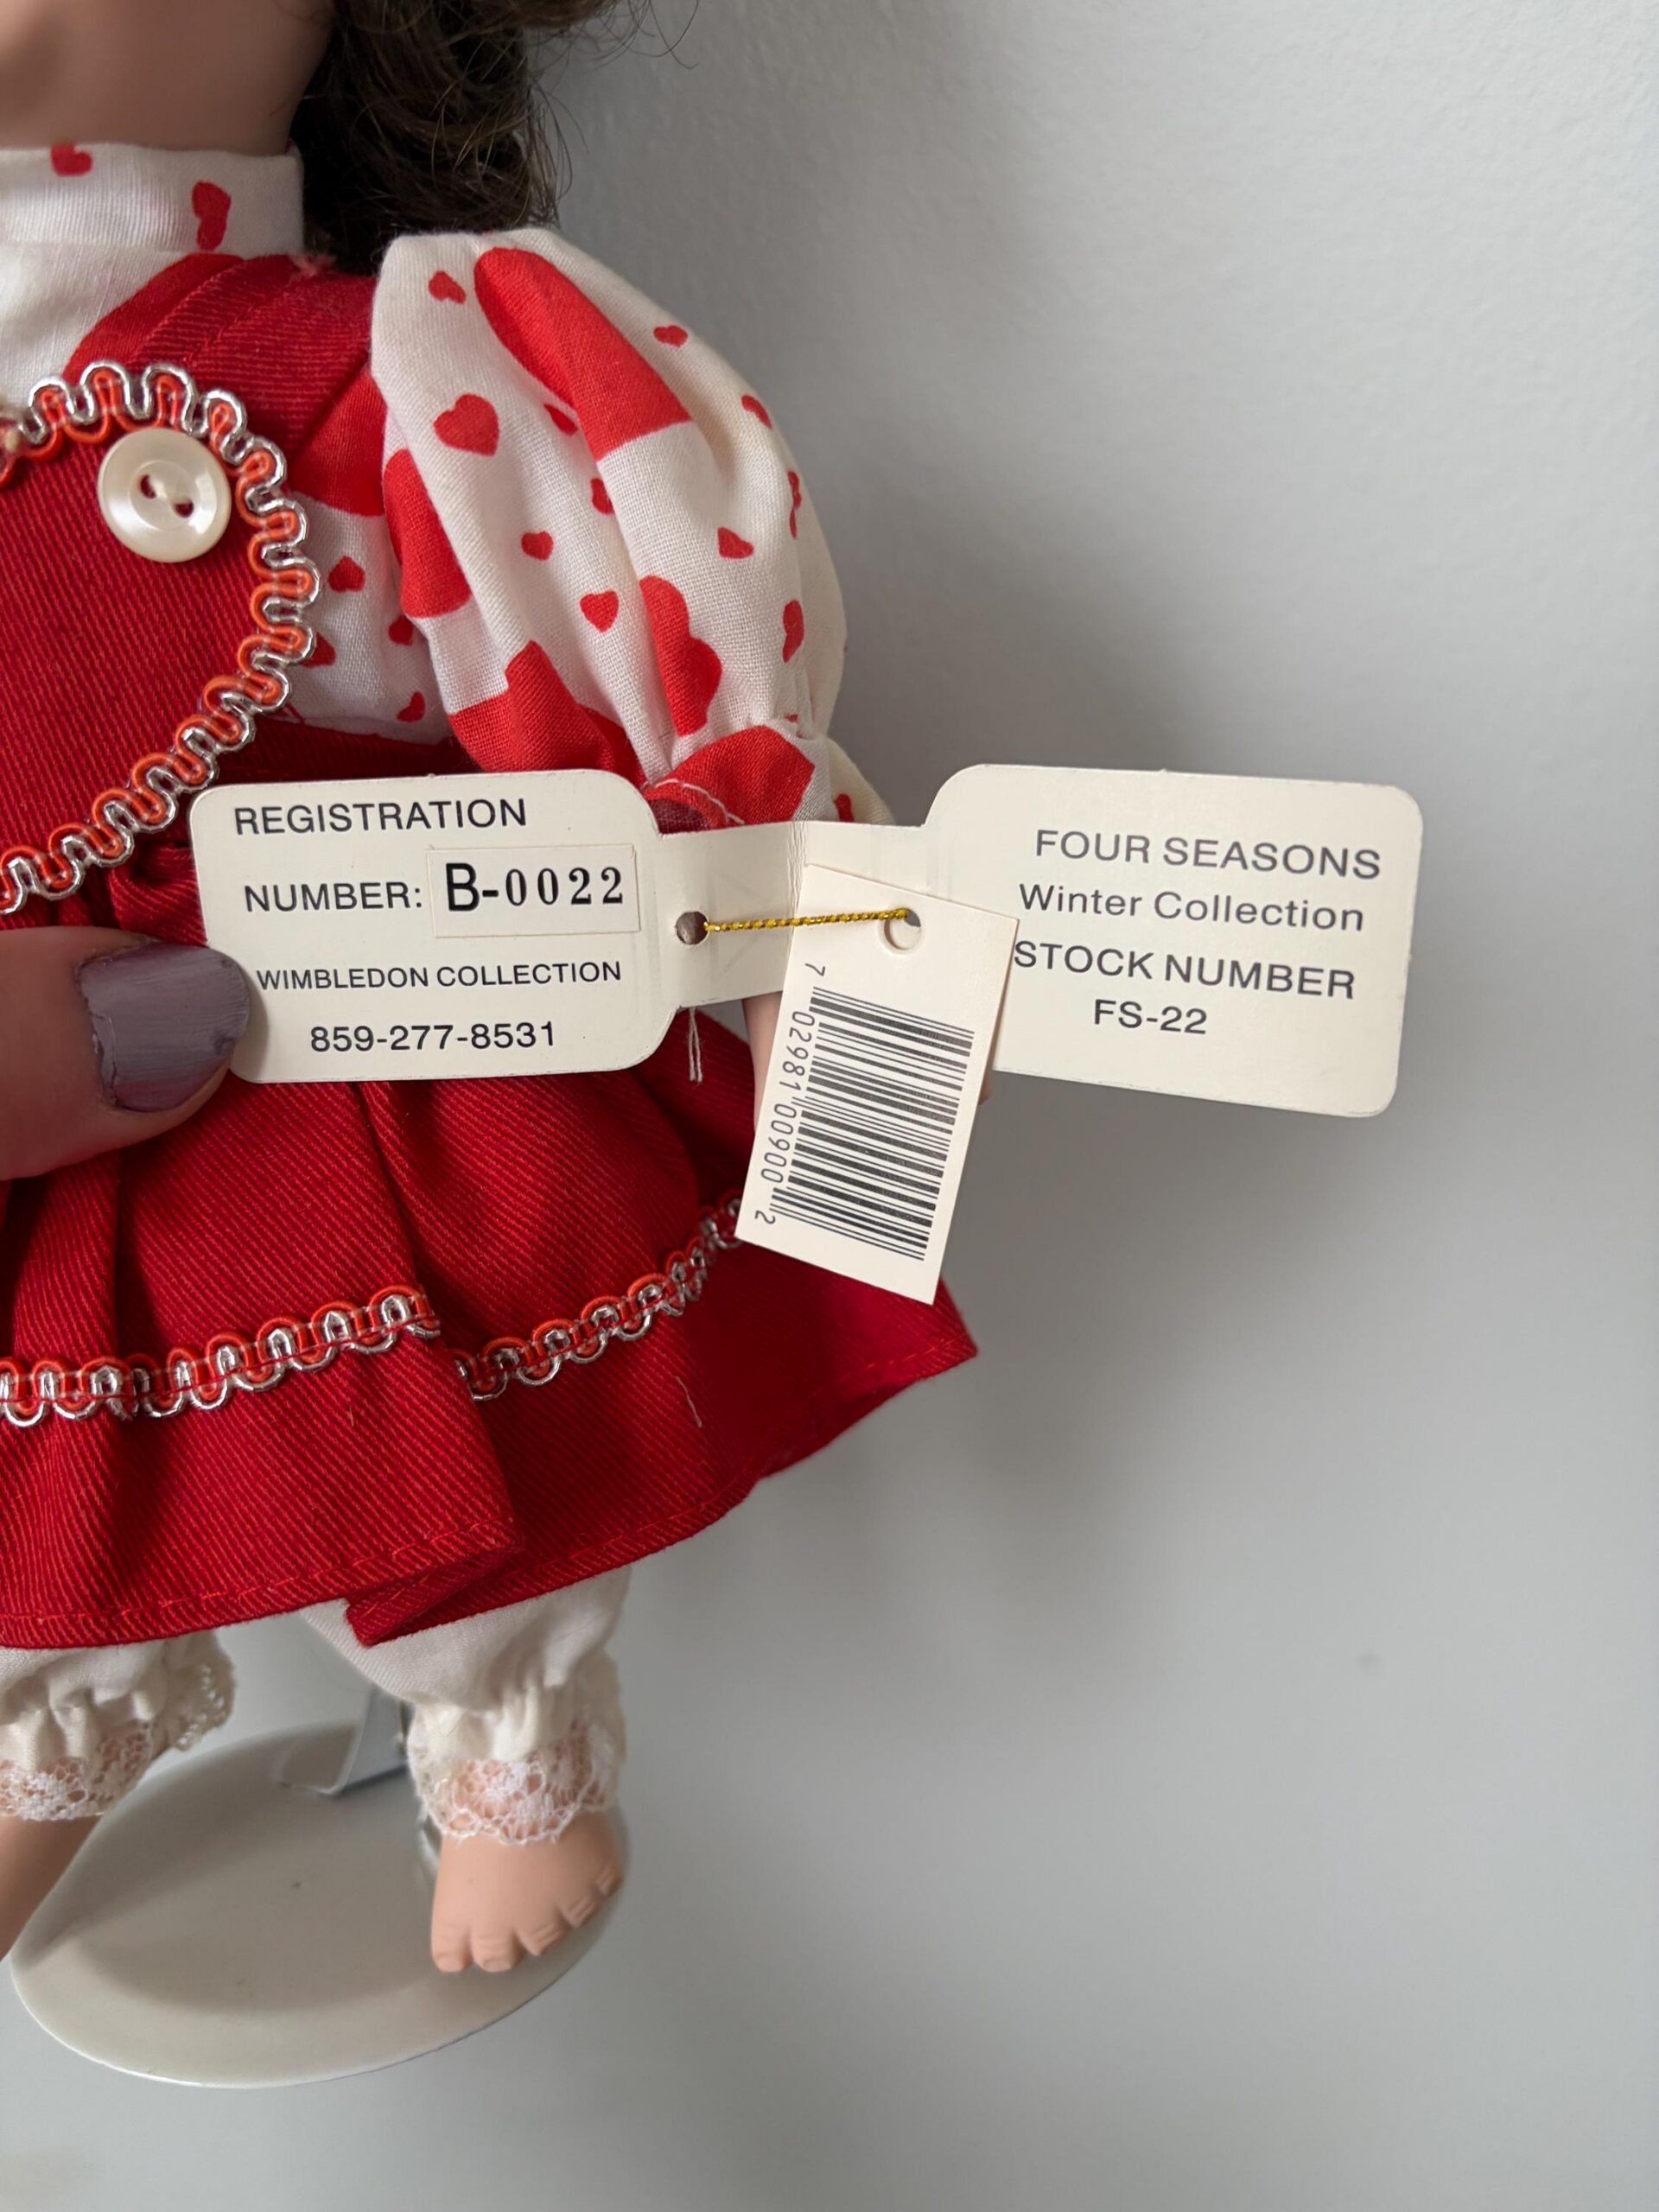 REGISTRATION
NUMBER: B-0022
WIMBLEDON COLLECTION
859-277-8531
FOUR SEASONS
Winter Collection
STOCK NUMBER
FS-22
7 02981 00900 2